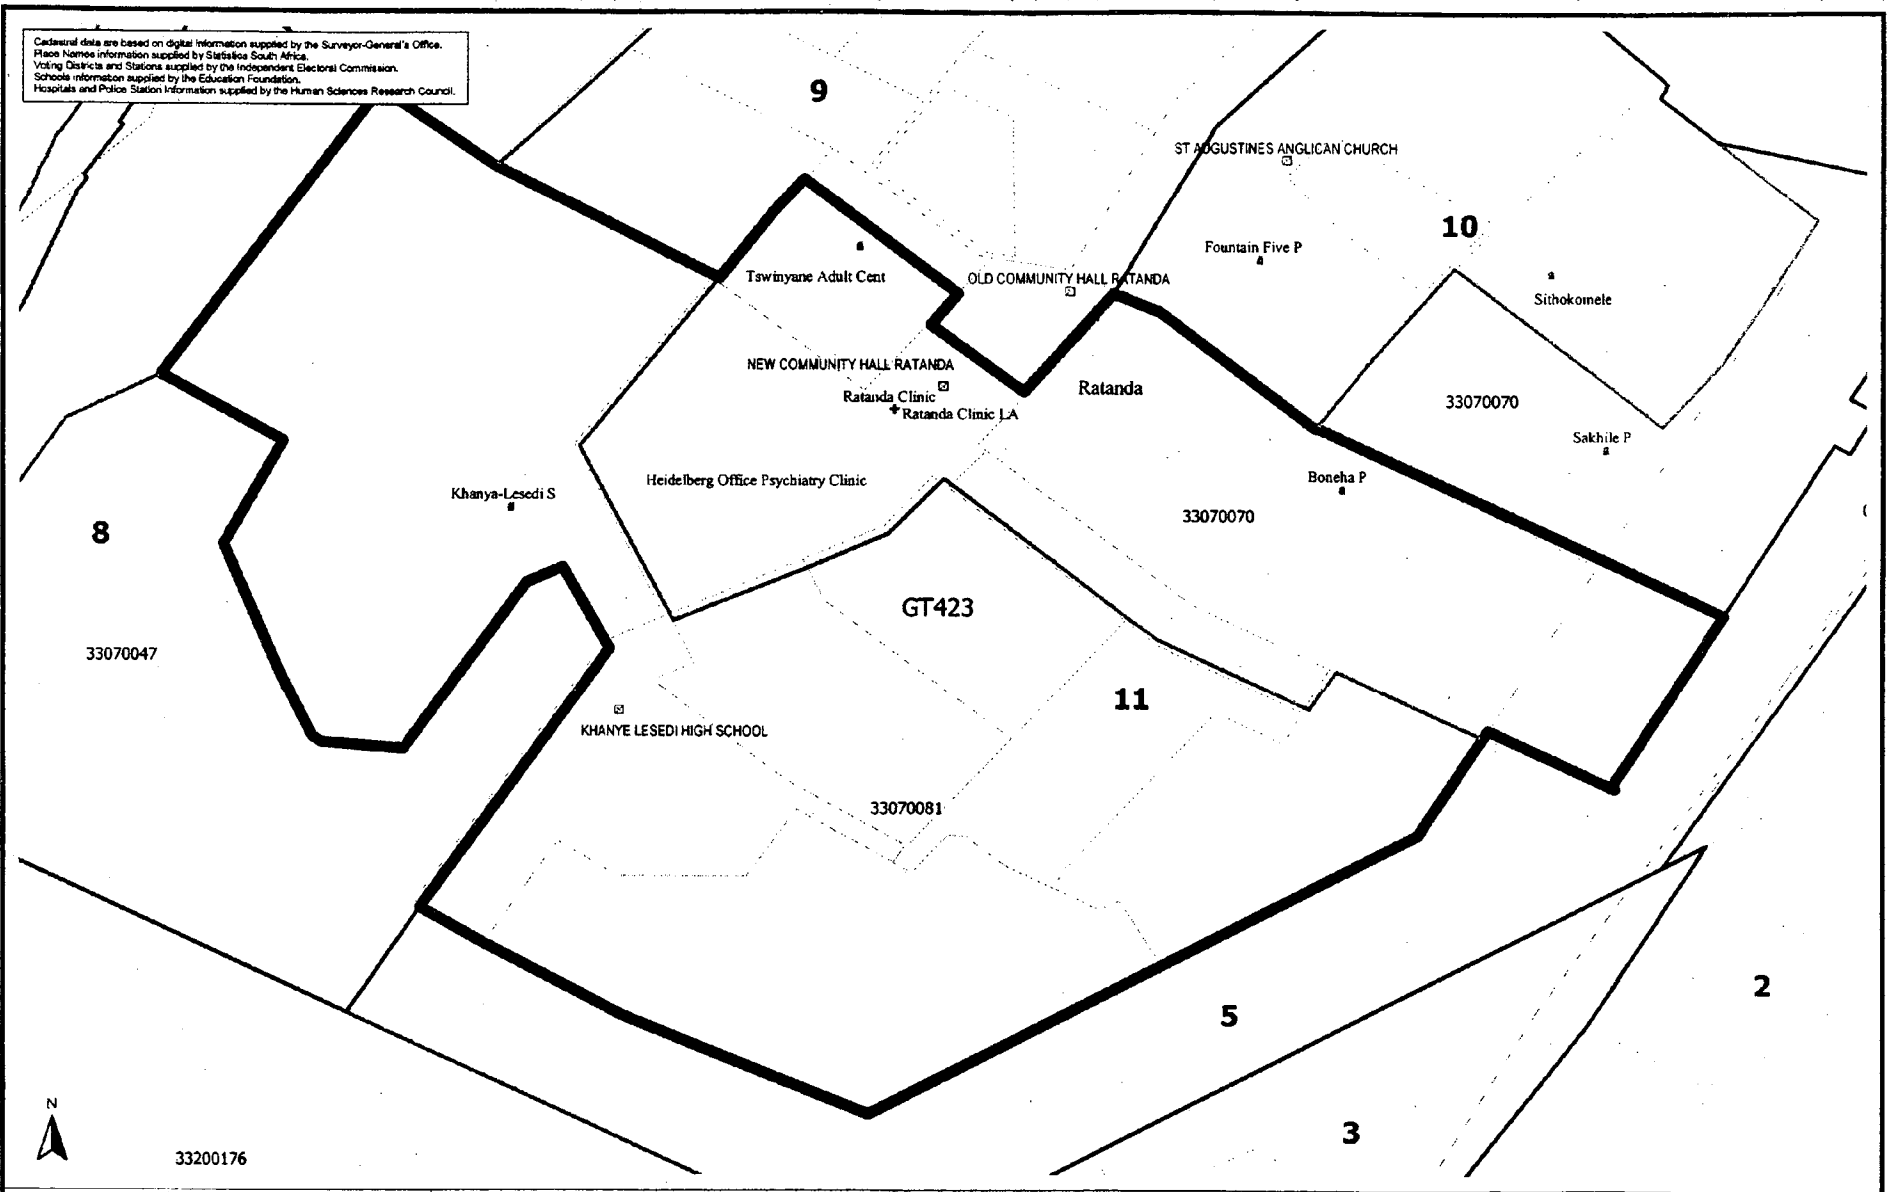 Cadastral data are based on digital information supplied by the Surveyor-General's Office.
Place Names information supplied by Statistics South Africa.
Voting Districts and Stations supplied by the Independent Electoral Commission.
Schools information supplied by the Education Foundation.
Hospitals and Police Station Information supplied by the Human Sciences Research Council.
9
ST AUGUSTINES ANGLICAN CHURCH
10
Fountain Five P
Tswinyane Adult Cent
OLD COMMUNITY HALL RATANDA
Sithokomele
NEW COMMUNITY HALL RATANDA
Ratanda Clinic
Ratanda
Ratanda Clinic LA
33070070
Sakhile P
Heidelberg Office Psychiatry Clinic
Boneha P
Khanya-Lesedi S
33070070
8
GT423
33070047
11
KHANYE LESEDI HIGH SCHOOL
33070081
2
5
N
3
33200176